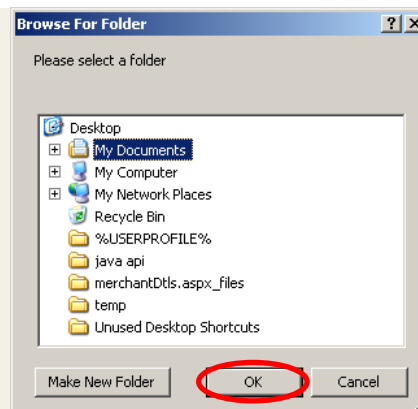 Browse For Folder
Please select a folder
Desktop
My Documents
My Computer
My Network Places
Recycle Bin
%USERPROFILE%
java api
merchantDtls.aspx_files
temp
Unused Desktop Shortcuts
Make New Folder OK Cancel